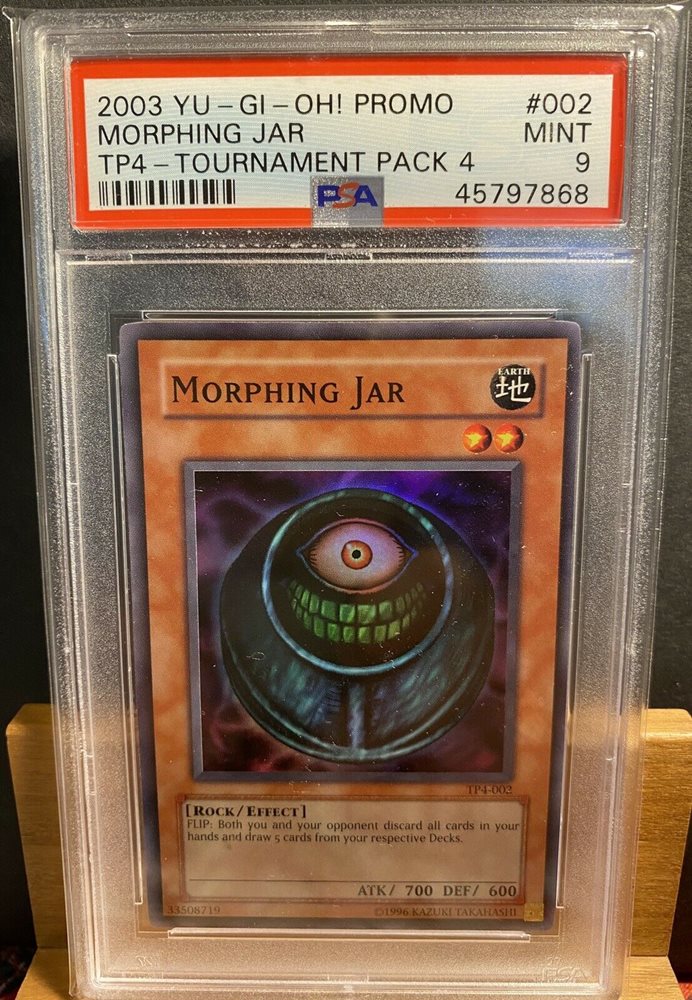 2003 YU-GI-OH! PROMO #002
MORPHING JAR MINT
TP4-TOURNAMENT PACK 4 9
PSA 45797868
MORPHING JAR
EARTH
地
TP4-002
[ROCK/EFFECT]
FLIP: Both you and your opponent discard all cards in your
hands and draw 5 cards from your respective Decks.
ATK/ 700 DEF/ 600
33508719 ©1996 KAZUKI TAKAHASHI
PSA